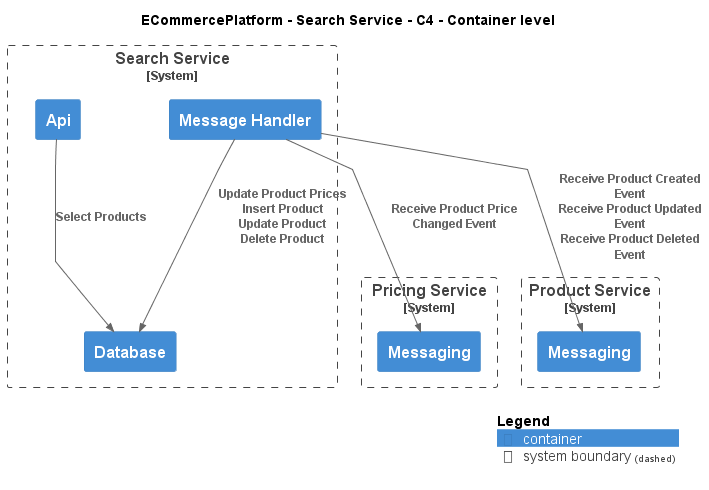 ECommercePlatform - Search Service - C4 - Container level
Search Service
[System]
Api
Message Handler
Select Products
Update Product Prices
Insert Product
Update Product
Delete Product
Receive Product Price
Changed Event
Receive Product Created
Event
Receive Product Updated
Event
Receive Product Deleted
Event
Pricing Service
[System]
Product Service
[System]
Database
Messaging
Messaging
Legend
container
system boundary (dashed)